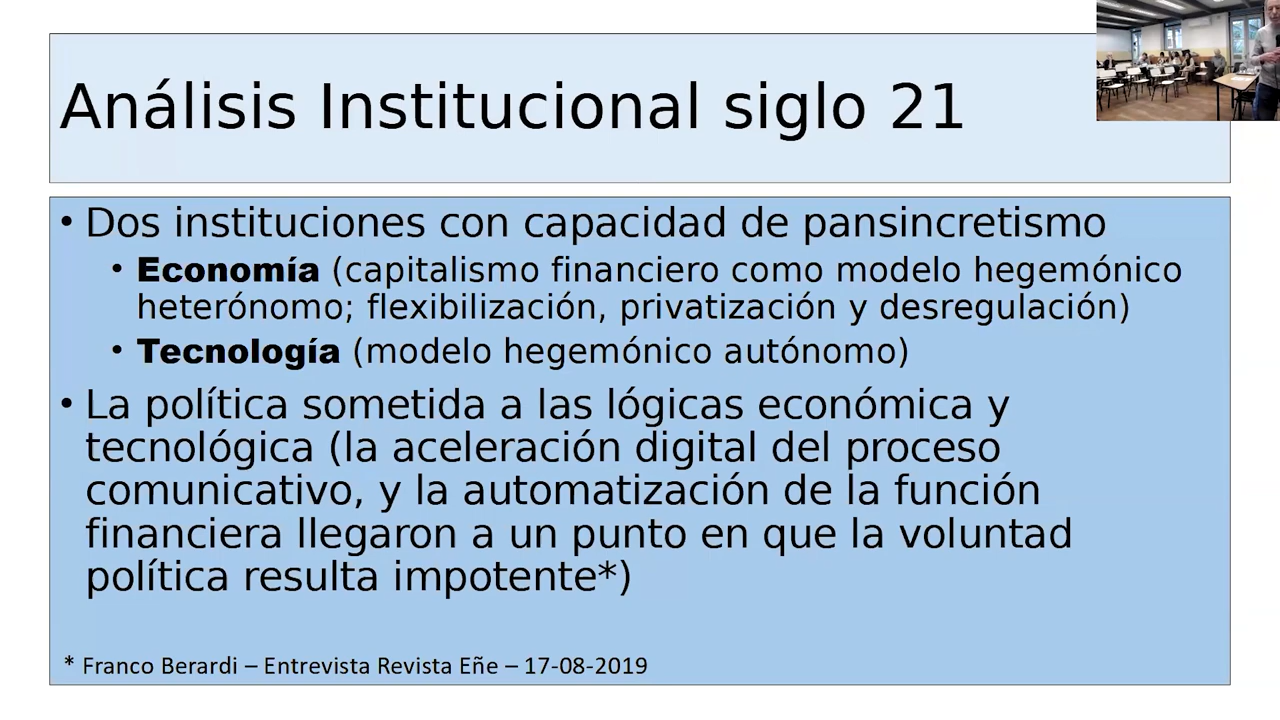 Análisis Institucional siglo 21
• Dos instituciones con capacidad de pansincretismo
• Economía (capitalismo financiero como modelo hegemónico
heterónomo; flexibilización, privatización y desregulación)
• Tecnología (modelo hegemónico autónomo)
• La política sometida a las lógicas económica y
tecnológica (la aceleración digital del proceso
comunicativo, y la automatización de la función
financiera llegaron a un punto en que la voluntad
política resulta impotente*)
* Franco Berardi – Entrevista Revista Eñe – 17-08-2019